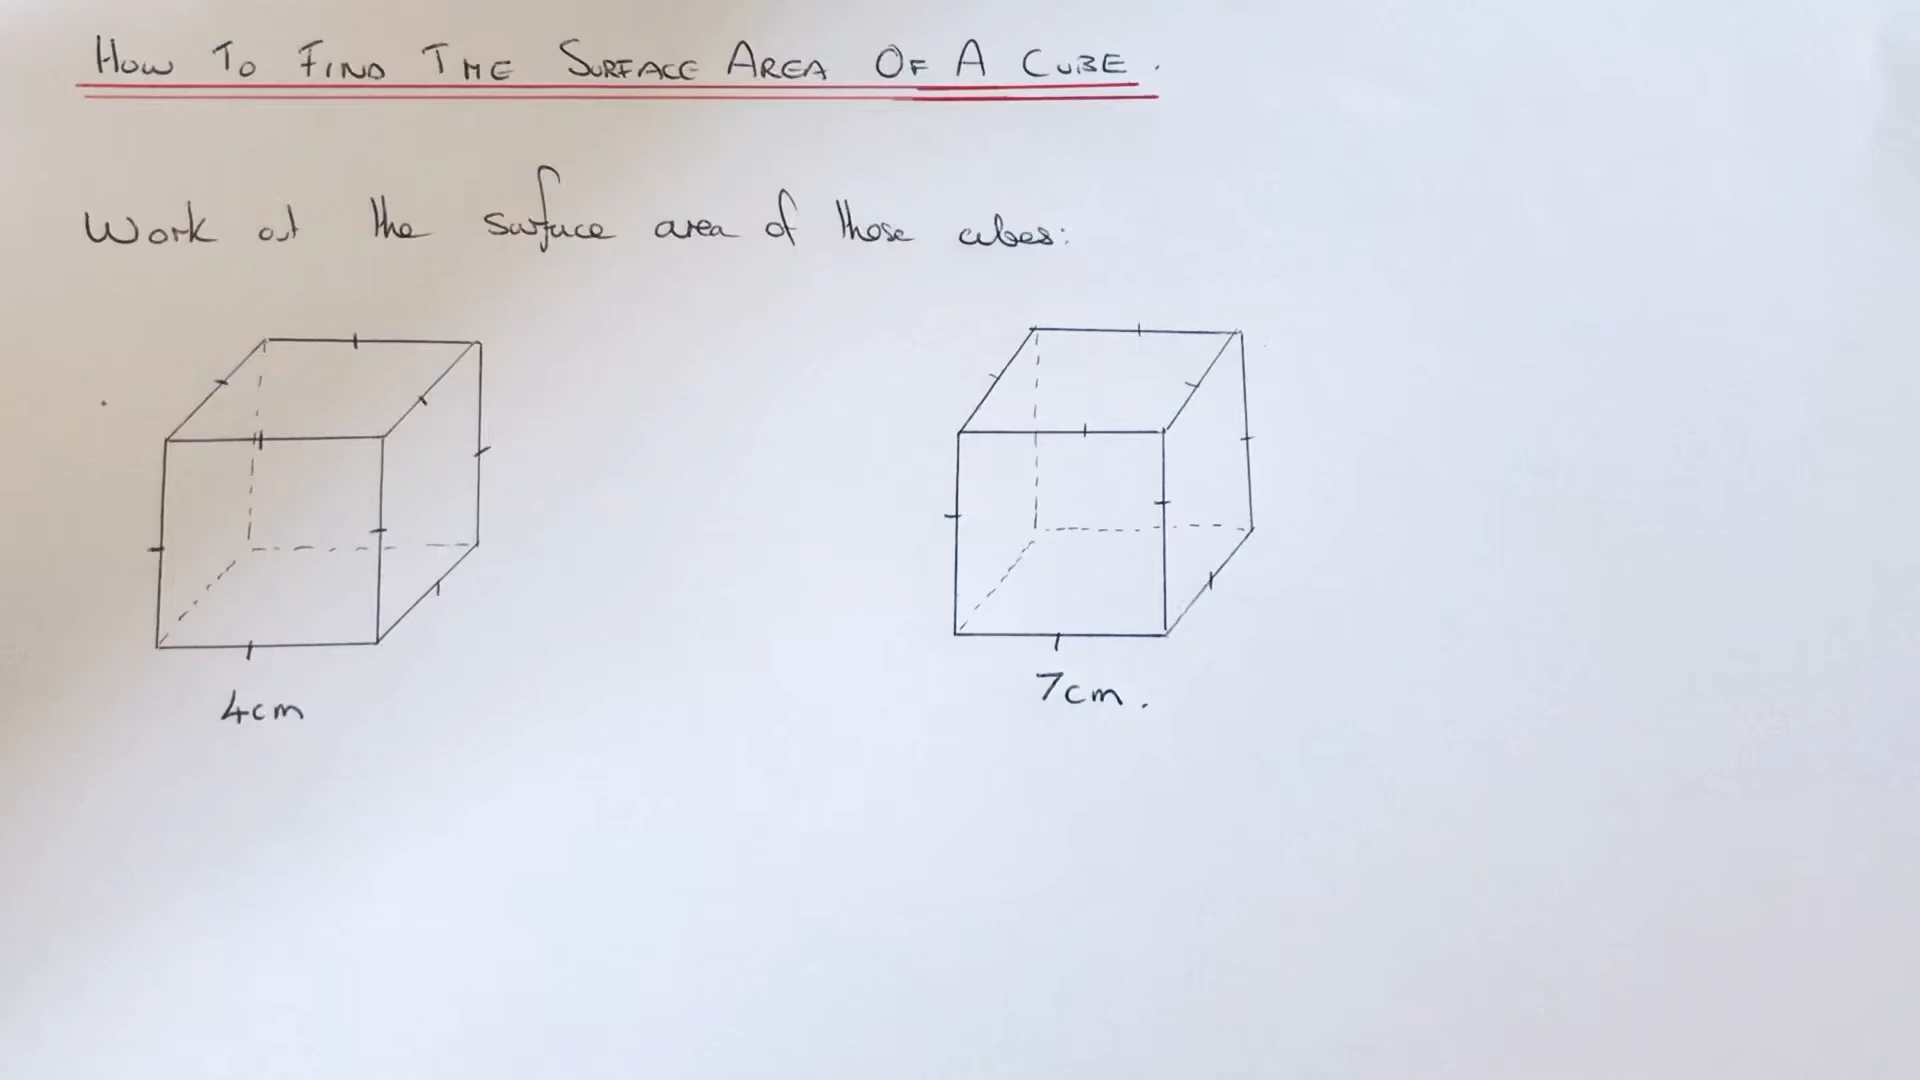 HOW TO FIND THE SURFACE AREA OF A CUBE.
Work out the surface area of these cubes:
4cm
7cm.